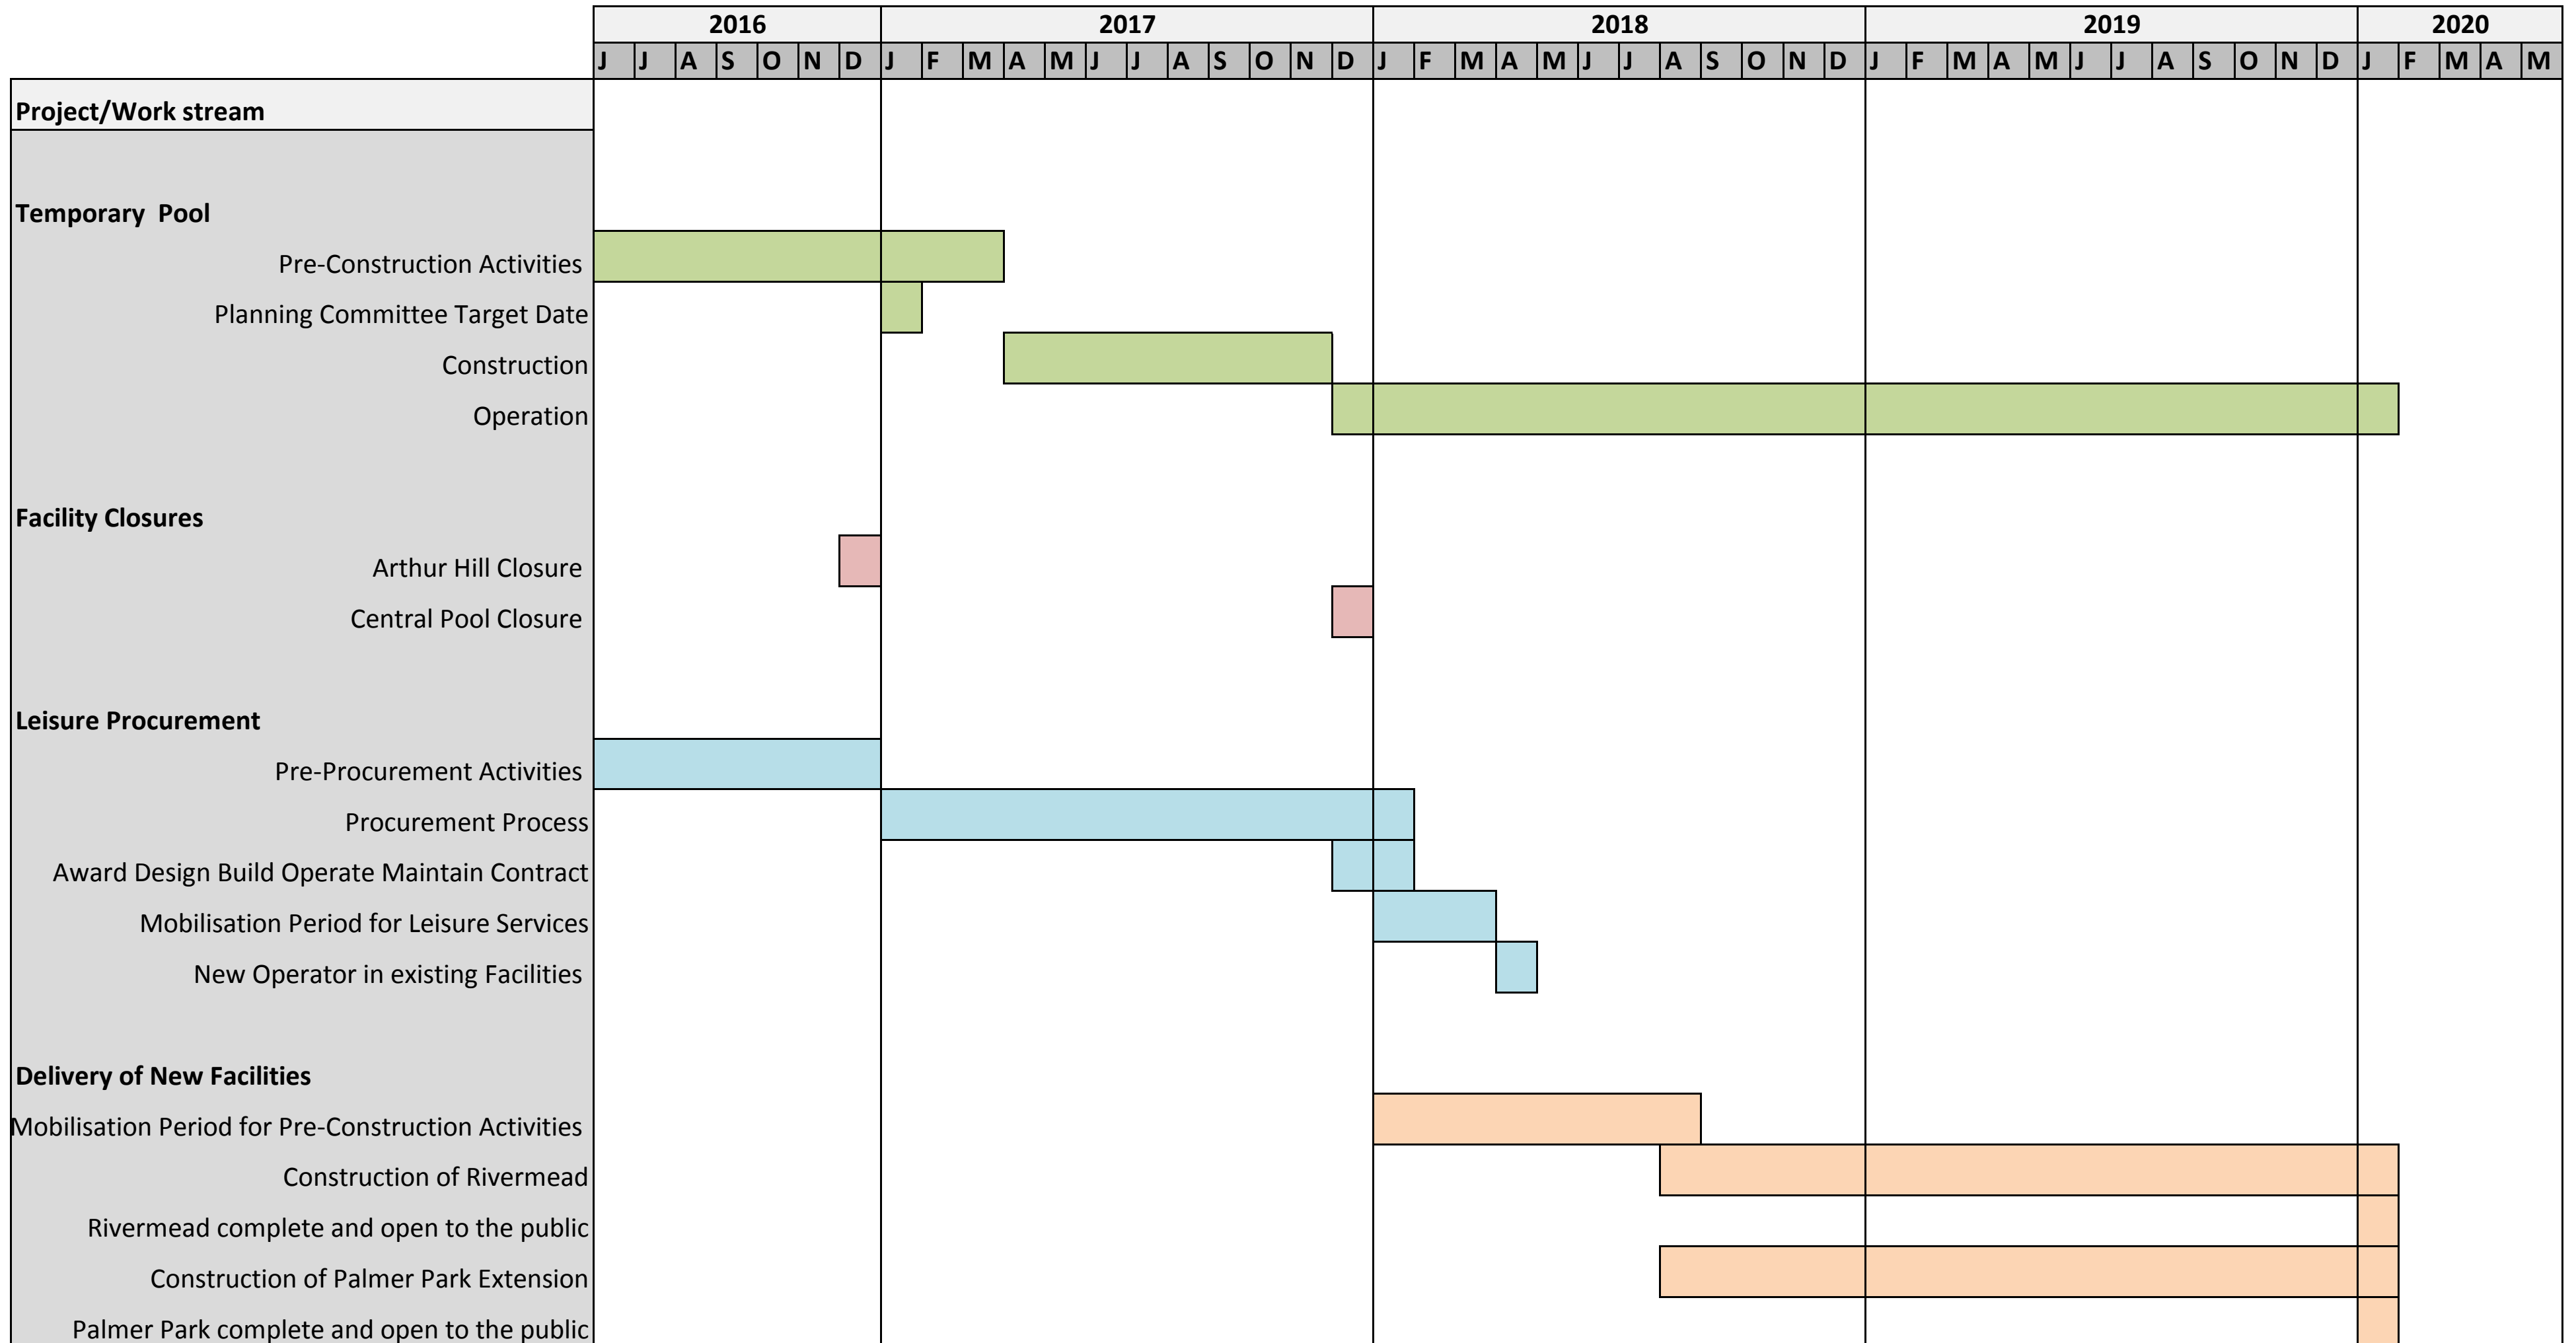 2016 2017 2018 2019 2020
J J A S O N D J F M A M J J A S O N D J F M A M J J A S O N D J F M A M J J A S O N D J F M A M
Project/Work stream
Temporary  Pool
Pre-Construction Activities
Planning Committee Target Date
Construction
Operation
Facility Closures
Arthur Hill Closure
Central Pool Closure
Leisure Procurement
Pre-Procurement Activities
Procurement Process
Award Design Build Operate Maintain Contract
Mobilisation Period for Leisure Services
New Operator in existing Facilities
Delivery of New Facilities
Mobilisation Period for Pre-Construction Activities
Construction of Rivermead
Rivermead complete and open to the public
Construction of Palmer Park Extension
Palmer Park complete and open to the public